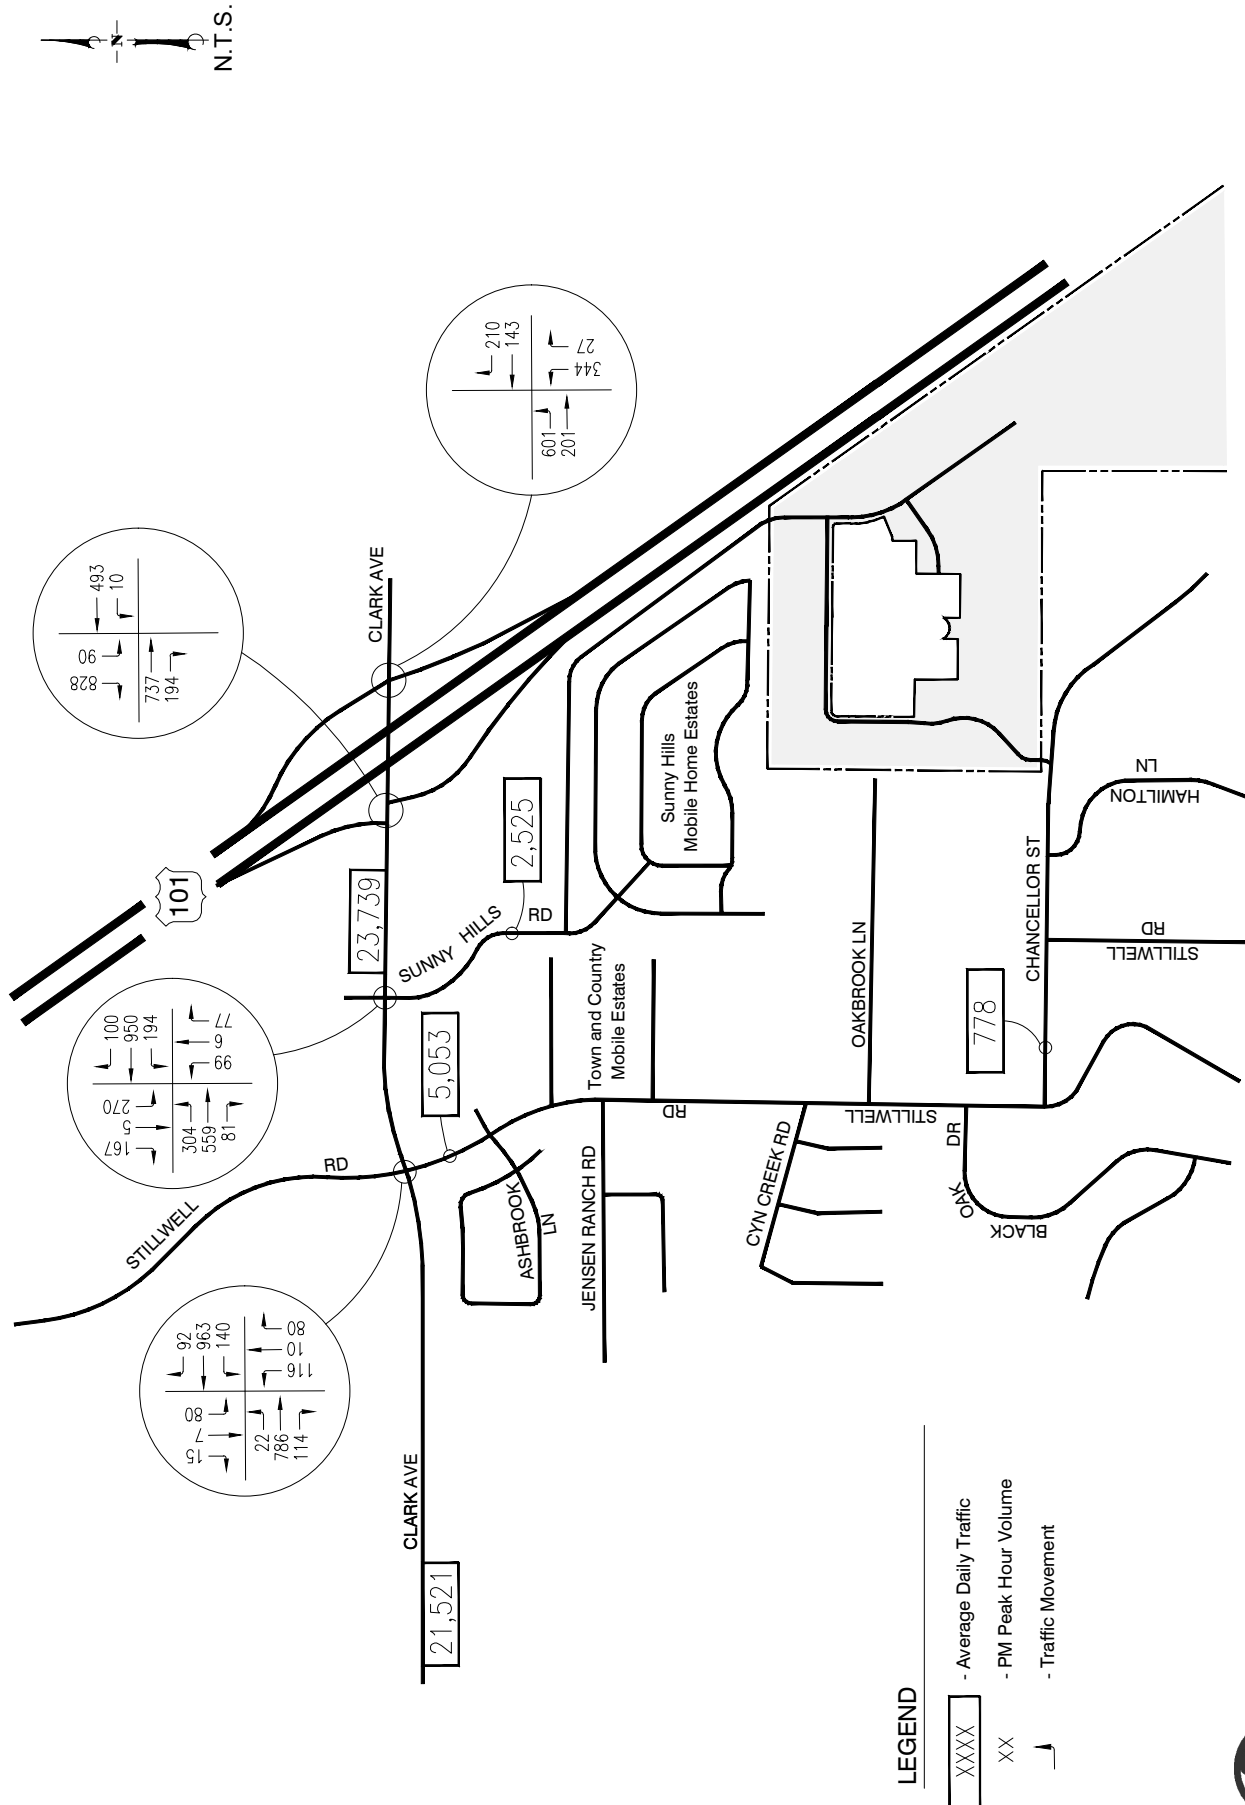 N
N.T.S.
493
10
90
828
737
194
CLARK AVE
210
143
27
344
601
201
101
23,739
2,525
SUNNY HILLS
RD
Sunny Hills
Mobile Home Estates
100
950
194
77
6
99
270
5
167
304
559
81
5,053
Town and Country
Mobile Estates
OAKBROOK LN
CHANCELLOR ST
HAMILTON
LN
STILLWELL
RD
778
STILLWELL
RD
STILLWELL
RD
ASHBROOK
LN
JENSEN RANCH RD
CYN CREEK RD
BLACK
OAK
DR
92
963
140
80
10
116
80
7
15
22
786
114
CLARK AVE
21,521
LEGEND
XXXX - Average Daily Traffic
XX - PM Peak Hour Volume
- Traffic Movement